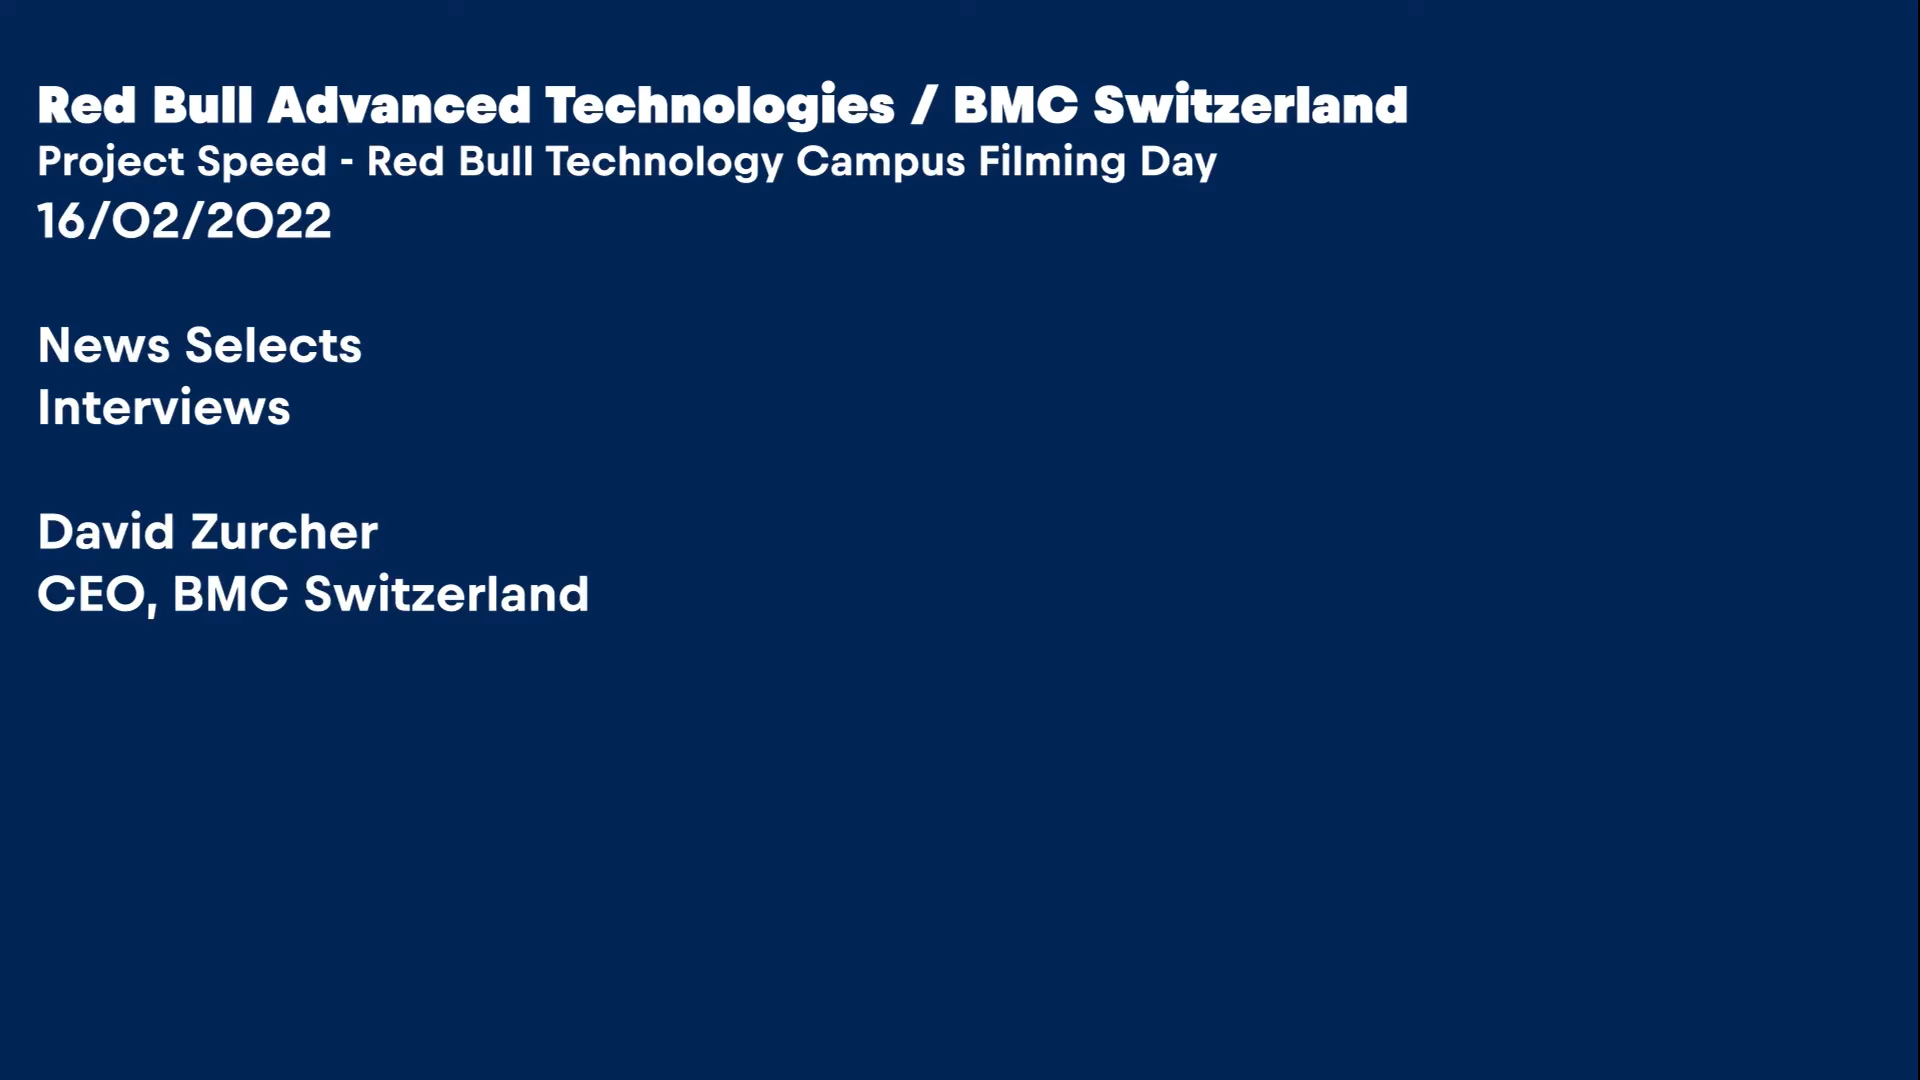 Red Bull Advanced Technologies / BMC Switzerland
Project Speed - Red Bull Technology Campus Filming Day
16/02/2022
News Selects
Interviews
David Zurcher
CEO, BMC Switzerland